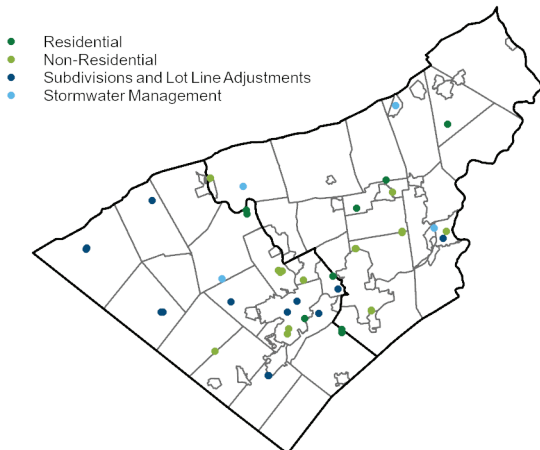 Residential
Non-Residential
Subdivisions and Lot Line Adjustments
Stormwater Management